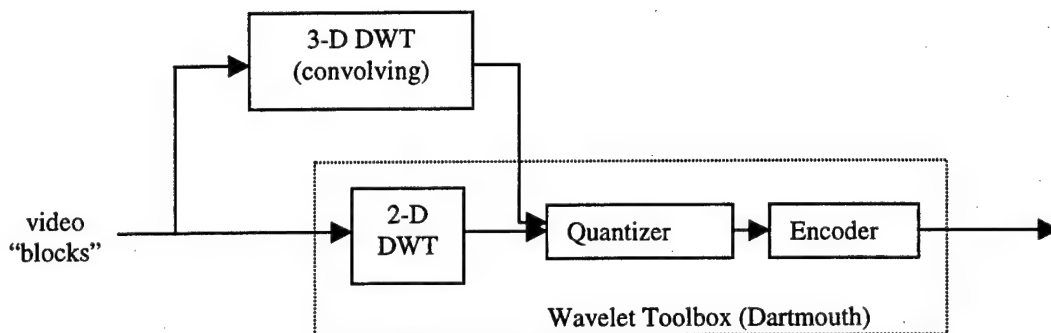 3-D DWT
(convolving)
video
“blocks”
2-D
DWT
Quantizer
Encoder
Wavelet Toolbox (Dartmouth)